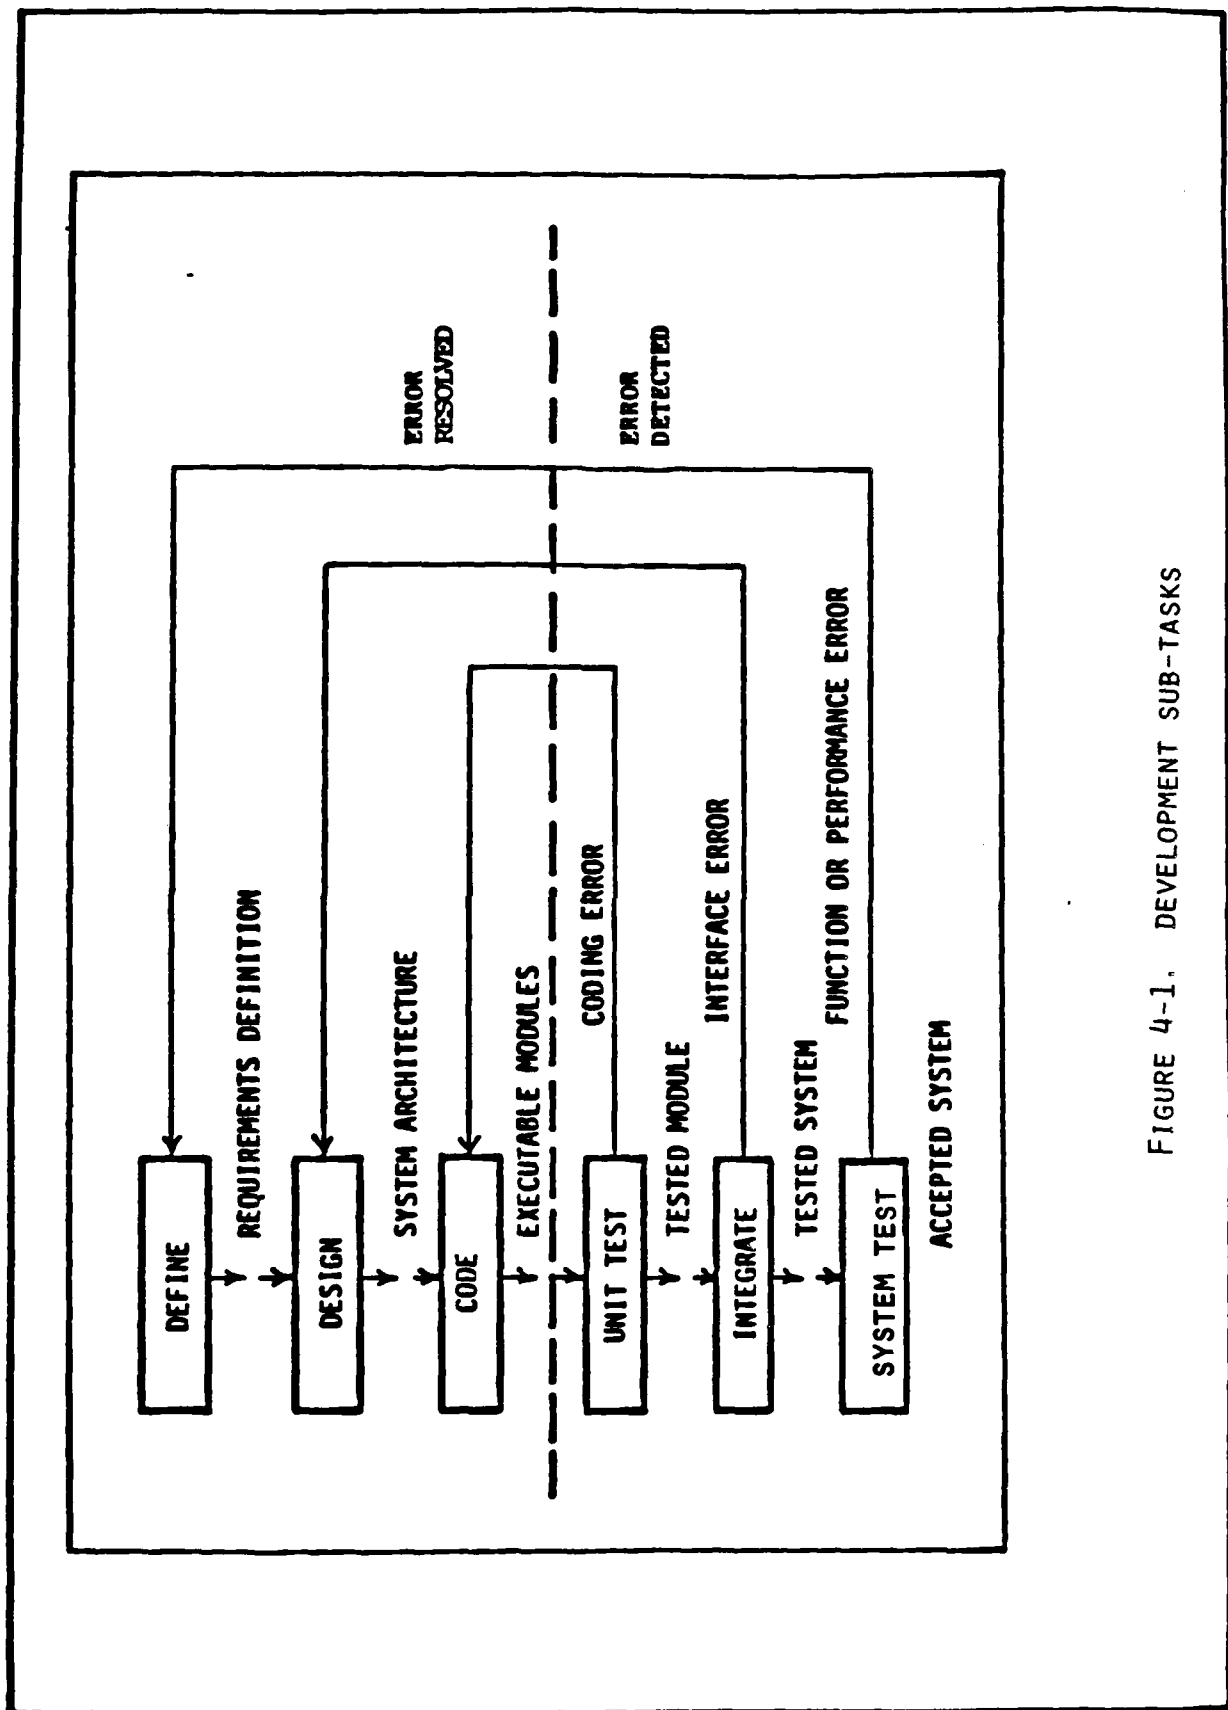 DEFINE
REQUIREMENTS DEFINITION
DESIGN
SYSTEM ARCHITECTURE
CODE
EXECUTABLE MODULES
ERROR
RESOLVED
ERROR
DETECTED
CODING ERROR
UNIT TEST
TESTED MODULE
INTERFACE ERROR
INTEGRATE
TESTED SYSTEM
FUNCTION OR PERFORMANCE ERROR
SYSTEM TEST
ACCEPTED SYSTEM
FIGURE 4-1. DEVELOPMENT SUB-TASKS